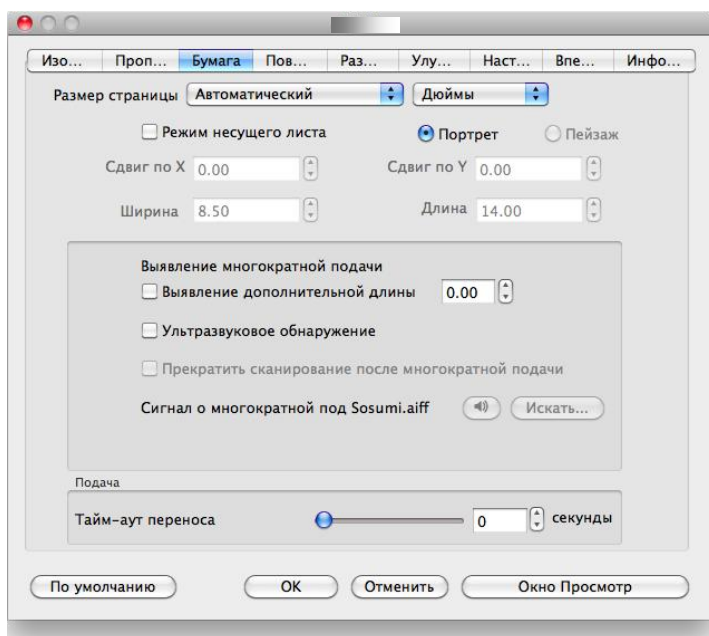 Изо... Проп... Бумага Пов... Раз... Улу... Наст... Впе... Инфо...
Размер страницы Автоматический Дюймы
Режим несущего листа Портрет Пейзаж
Сдвиг по X 0.00 Сдвиг по Y 0.00
Ширина 8.50 Длина 14.00
Выявление многократной подачи
Выявление дополнительной длины 0.00
Ультразвуковое обнаружение
Прекратить сканирование после многократной подачи
Сигнал о многократной под Sosumi.aiff Искать...
Подача
Тайм-аут переноса 0 секунды
По умолчанию OK Отменить Окно Просмотр